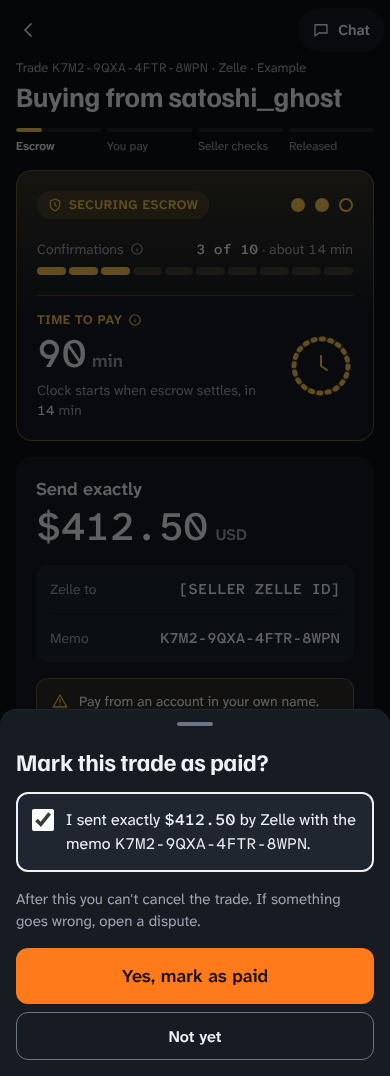 Chat
Trade K7M2-9QXA-4FTR-8WPN · Zelle · Example
Buying from satoshi_ghost
Escrow You pay Seller checks Released
SECURING ESCROW
Confirmations 3 of 10 · about 14 min
TIME TO PAY
90 min
Clock starts when escrow settles, in
14 min
Send exactly
$412.50 USD
Zelle to [SELLER ZELLE ID]
Memo K7M2-9QXA-4FTR-8WPN
Pay from an account in your own name.
Mark this trade as paid?
I sent exactly $412.50 by Zelle with the
memo K7M2-9QXA-4FTR-8WPN.
After this you can't cancel the trade. If something
goes wrong, open a dispute.
Yes, mark as paid
Not yet